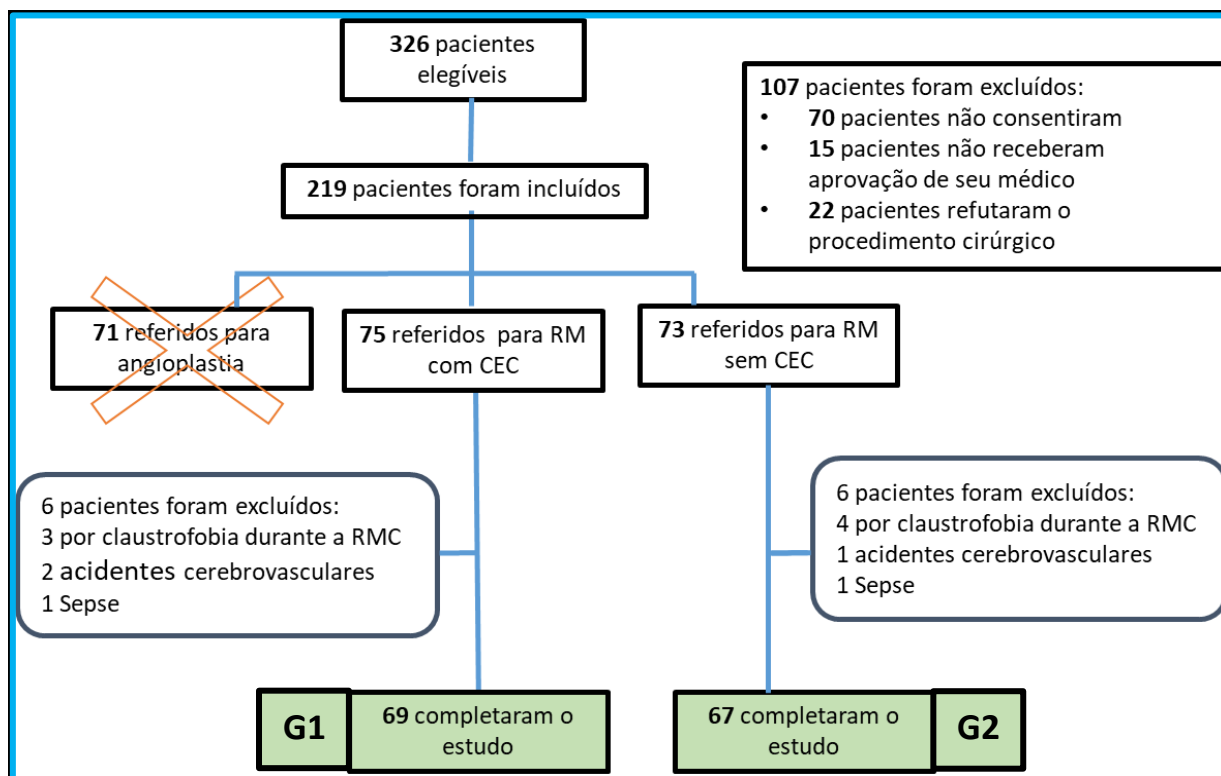 326 pacientes
elegíveis
107 pacientes foram excluídos:
• 70 pacientes não consentiram
• 15 pacientes não receberam
aprovação de seu médico
• 22 pacientes refutaram o
procedimento cirúrgico
219 pacientes foram incluídos
71 referidos para
angioplastia
75 referidos para RM
com CEC
73 referidos para RM
sem CEC
6 pacientes foram excluídos:
3 por claustrofobia durante a RMC
2 acidentes cerebrovasculares
1 Sepse
6 pacientes foram excluídos:
4 por claustrofobia durante a RMC
1 acidentes cerebrovasculares
1 Sepse
G1
69 completaram o
estudo
67 completaram o
estudo
G2